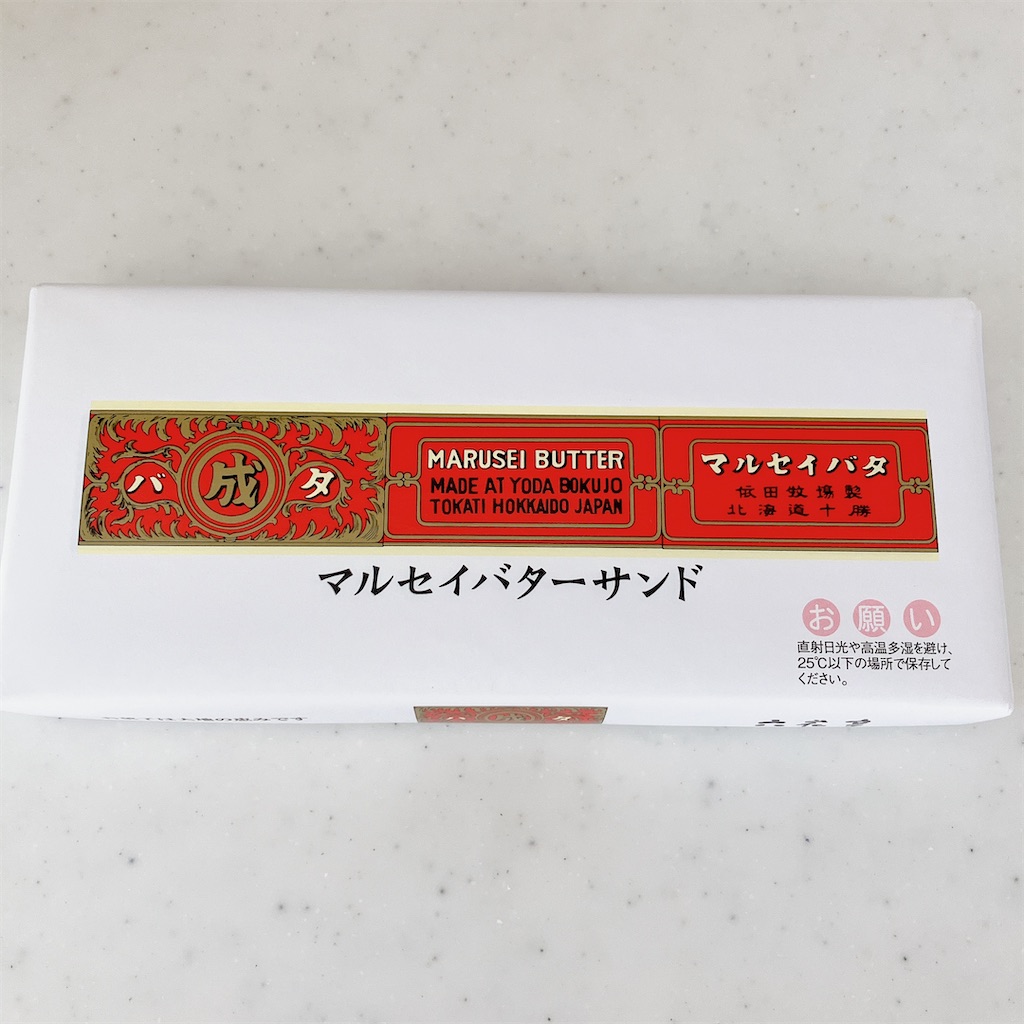 バ 成 タ
MARUSEI BUTTER
MADE AT YODA BOKUJO
TOKATI HOKKAIDO JAPAN
マルセイバタ
依田牧場製
北海道十勝
マルセイバターサンド
お願い
直射日光や高温多湿を避け、
25℃以下の場所で保存して
ください。
バ 成 タ